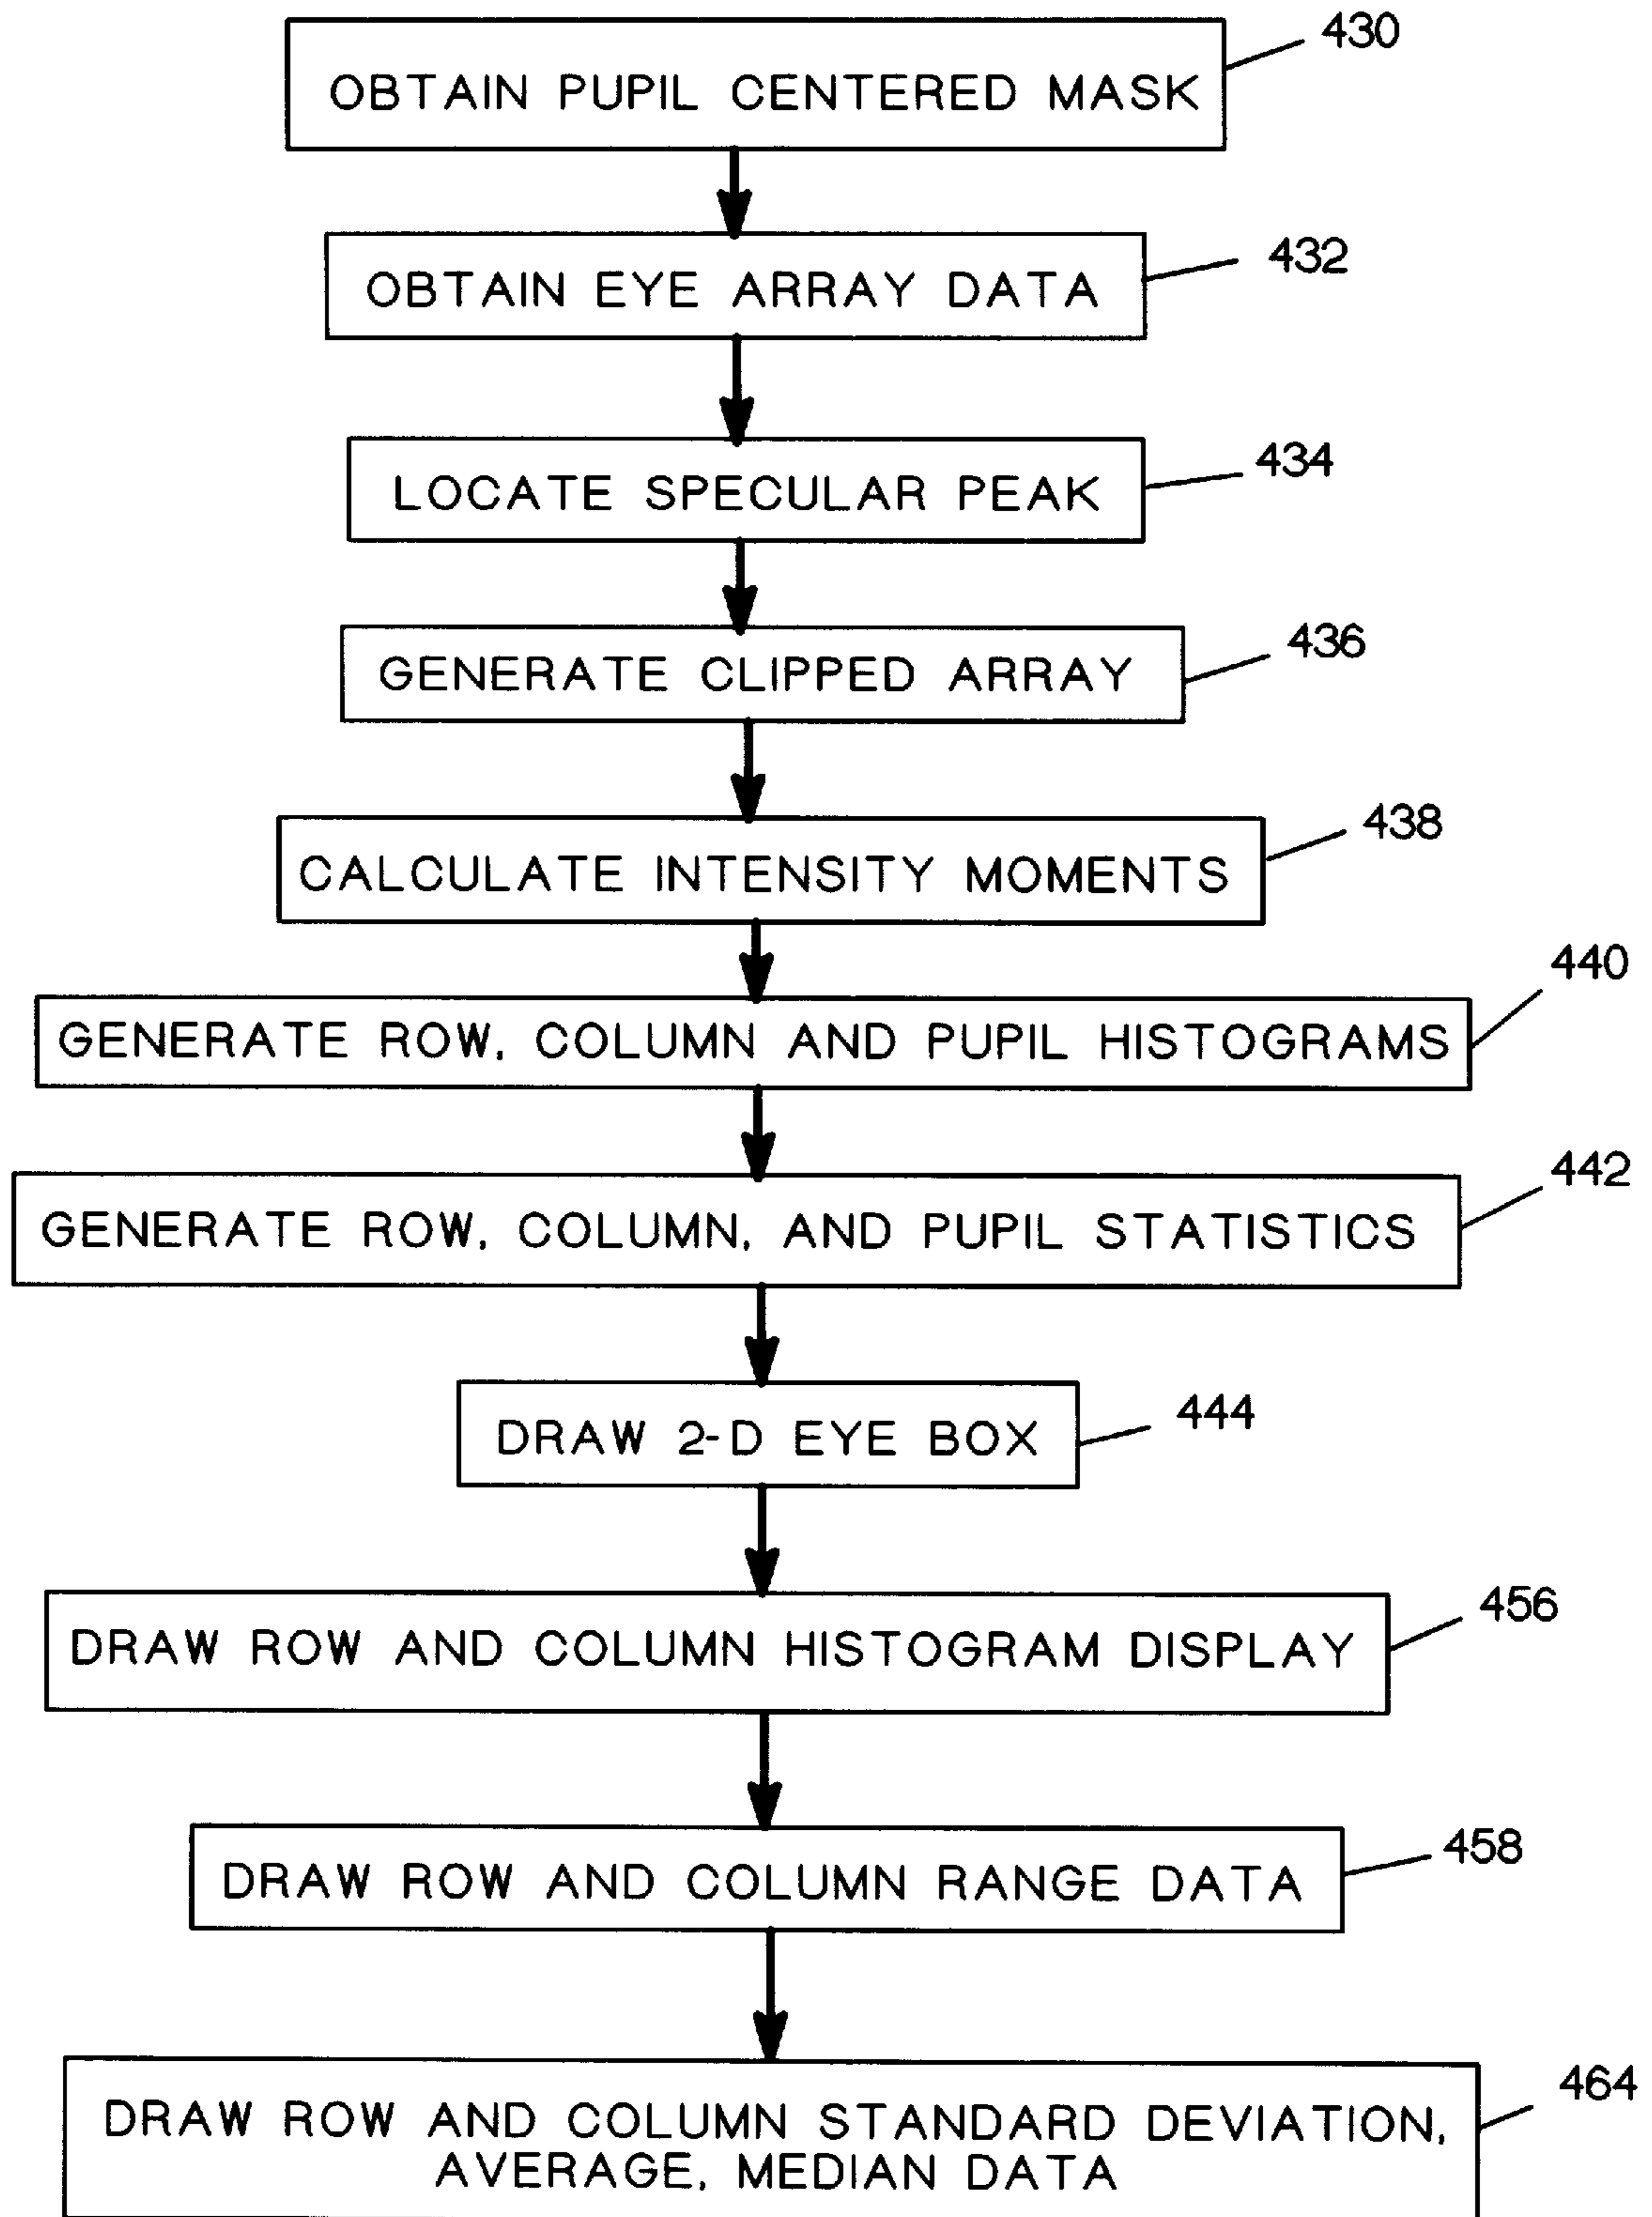 430
OBTAIN PUPIL CENTERED MASK
432
OBTAIN EYE ARRAY DATA
434
LOCATE SPECULAR PEAK
436
GENERATE CLIPPED ARRAY
438
CALCULATE INTENSITY MOMENTS
440
GENERATE ROW, COLUMN AND PUPIL HISTOGRAMS
442
GENERATE ROW, COLUMN, AND PUPIL STATISTICS
444
DRAW 2-D EYE BOX
456
DRAW ROW AND COLUMN HISTOGRAM DISPLAY
458
DRAW ROW AND COLUMN RANGE DATA
464
DRAW ROW AND COLUMN STANDARD DEVIATION,
AVERAGE, MEDIAN DATA